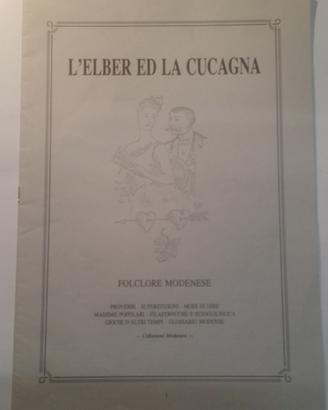 L'ELBER ED LA CUCAGNA
FOLCLORE MODENESE
PROVERBI - SUPERSTIZIONI - MODI DI DIRE
MASSIME POPOLARI - FILASTROCCHE E SCIOGLILINGUA
GIOCHI D'ALTRI TEMPI - GLOSSARIO MODENESE
— Collezioni Modenesi —
1